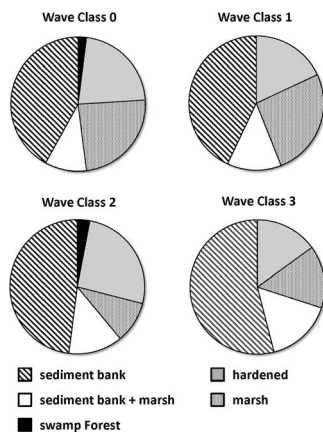 Wave Class 0
Wave Class 1
Wave Class 2
Wave Class 3
sediment bank
hardened
sediment bank + marsh
marsh
swamp Forest